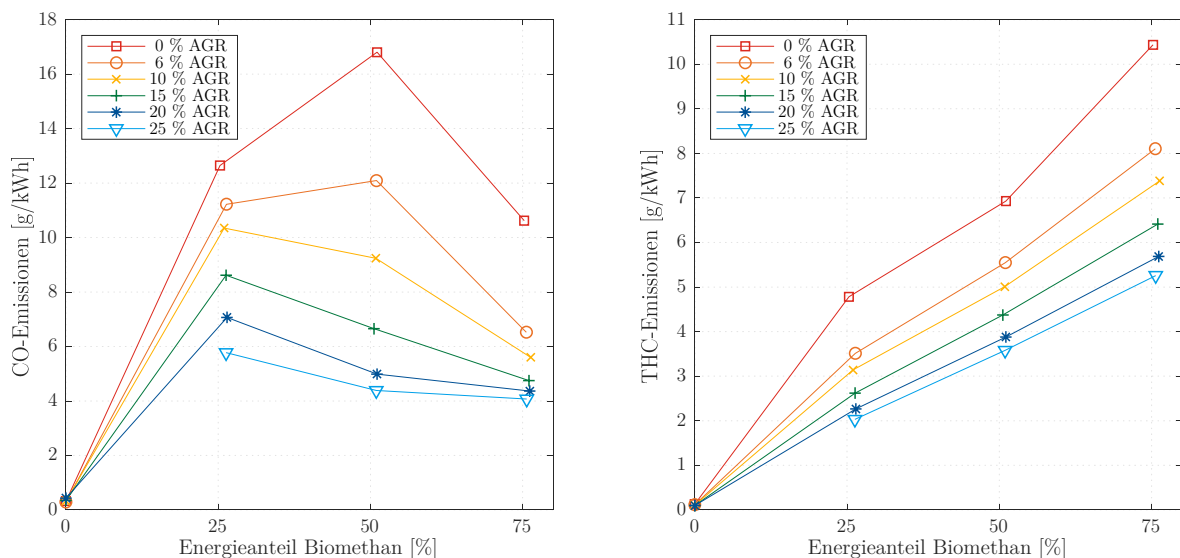 18
16
14
12
10
8
6
4
2
0
CO-Emissionen [g/kWh]
0 % AGR
6 % AGR
10 % AGR
15 % AGR
20 % AGR
25 % AGR
0
25
50
75
Energieanteil Biomethan [%]
11
10
9
8
7
6
5
4
3
2
1
0
THC-Emissionen [g/kWh]
0 % AGR
6 % AGR
10 % AGR
15 % AGR
20 % AGR
25 % AGR
0
25
50
75
Energieanteil Biomethan [%]